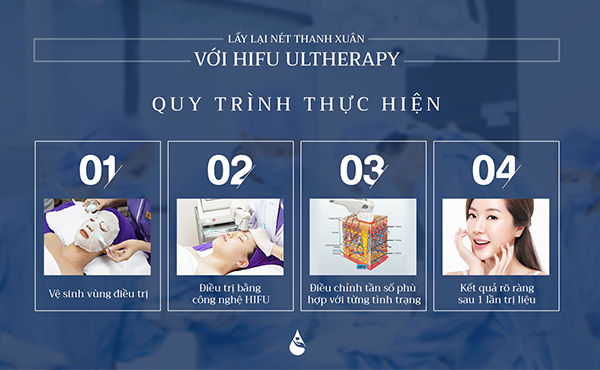 LẤY LẠI NÉT THANH XUÂN
VỚI HIFU ULTHERAPY
QUY TRÌNH THỰC HIỆN
01
Vệ sinh vùng điều trị
02
Điều trị bằng
công nghệ HIFU
03
Điều chỉnh tần số phù
hợp với từng tình trạng
04
Kết quả rõ ràng
sau 1 lần trị liệu